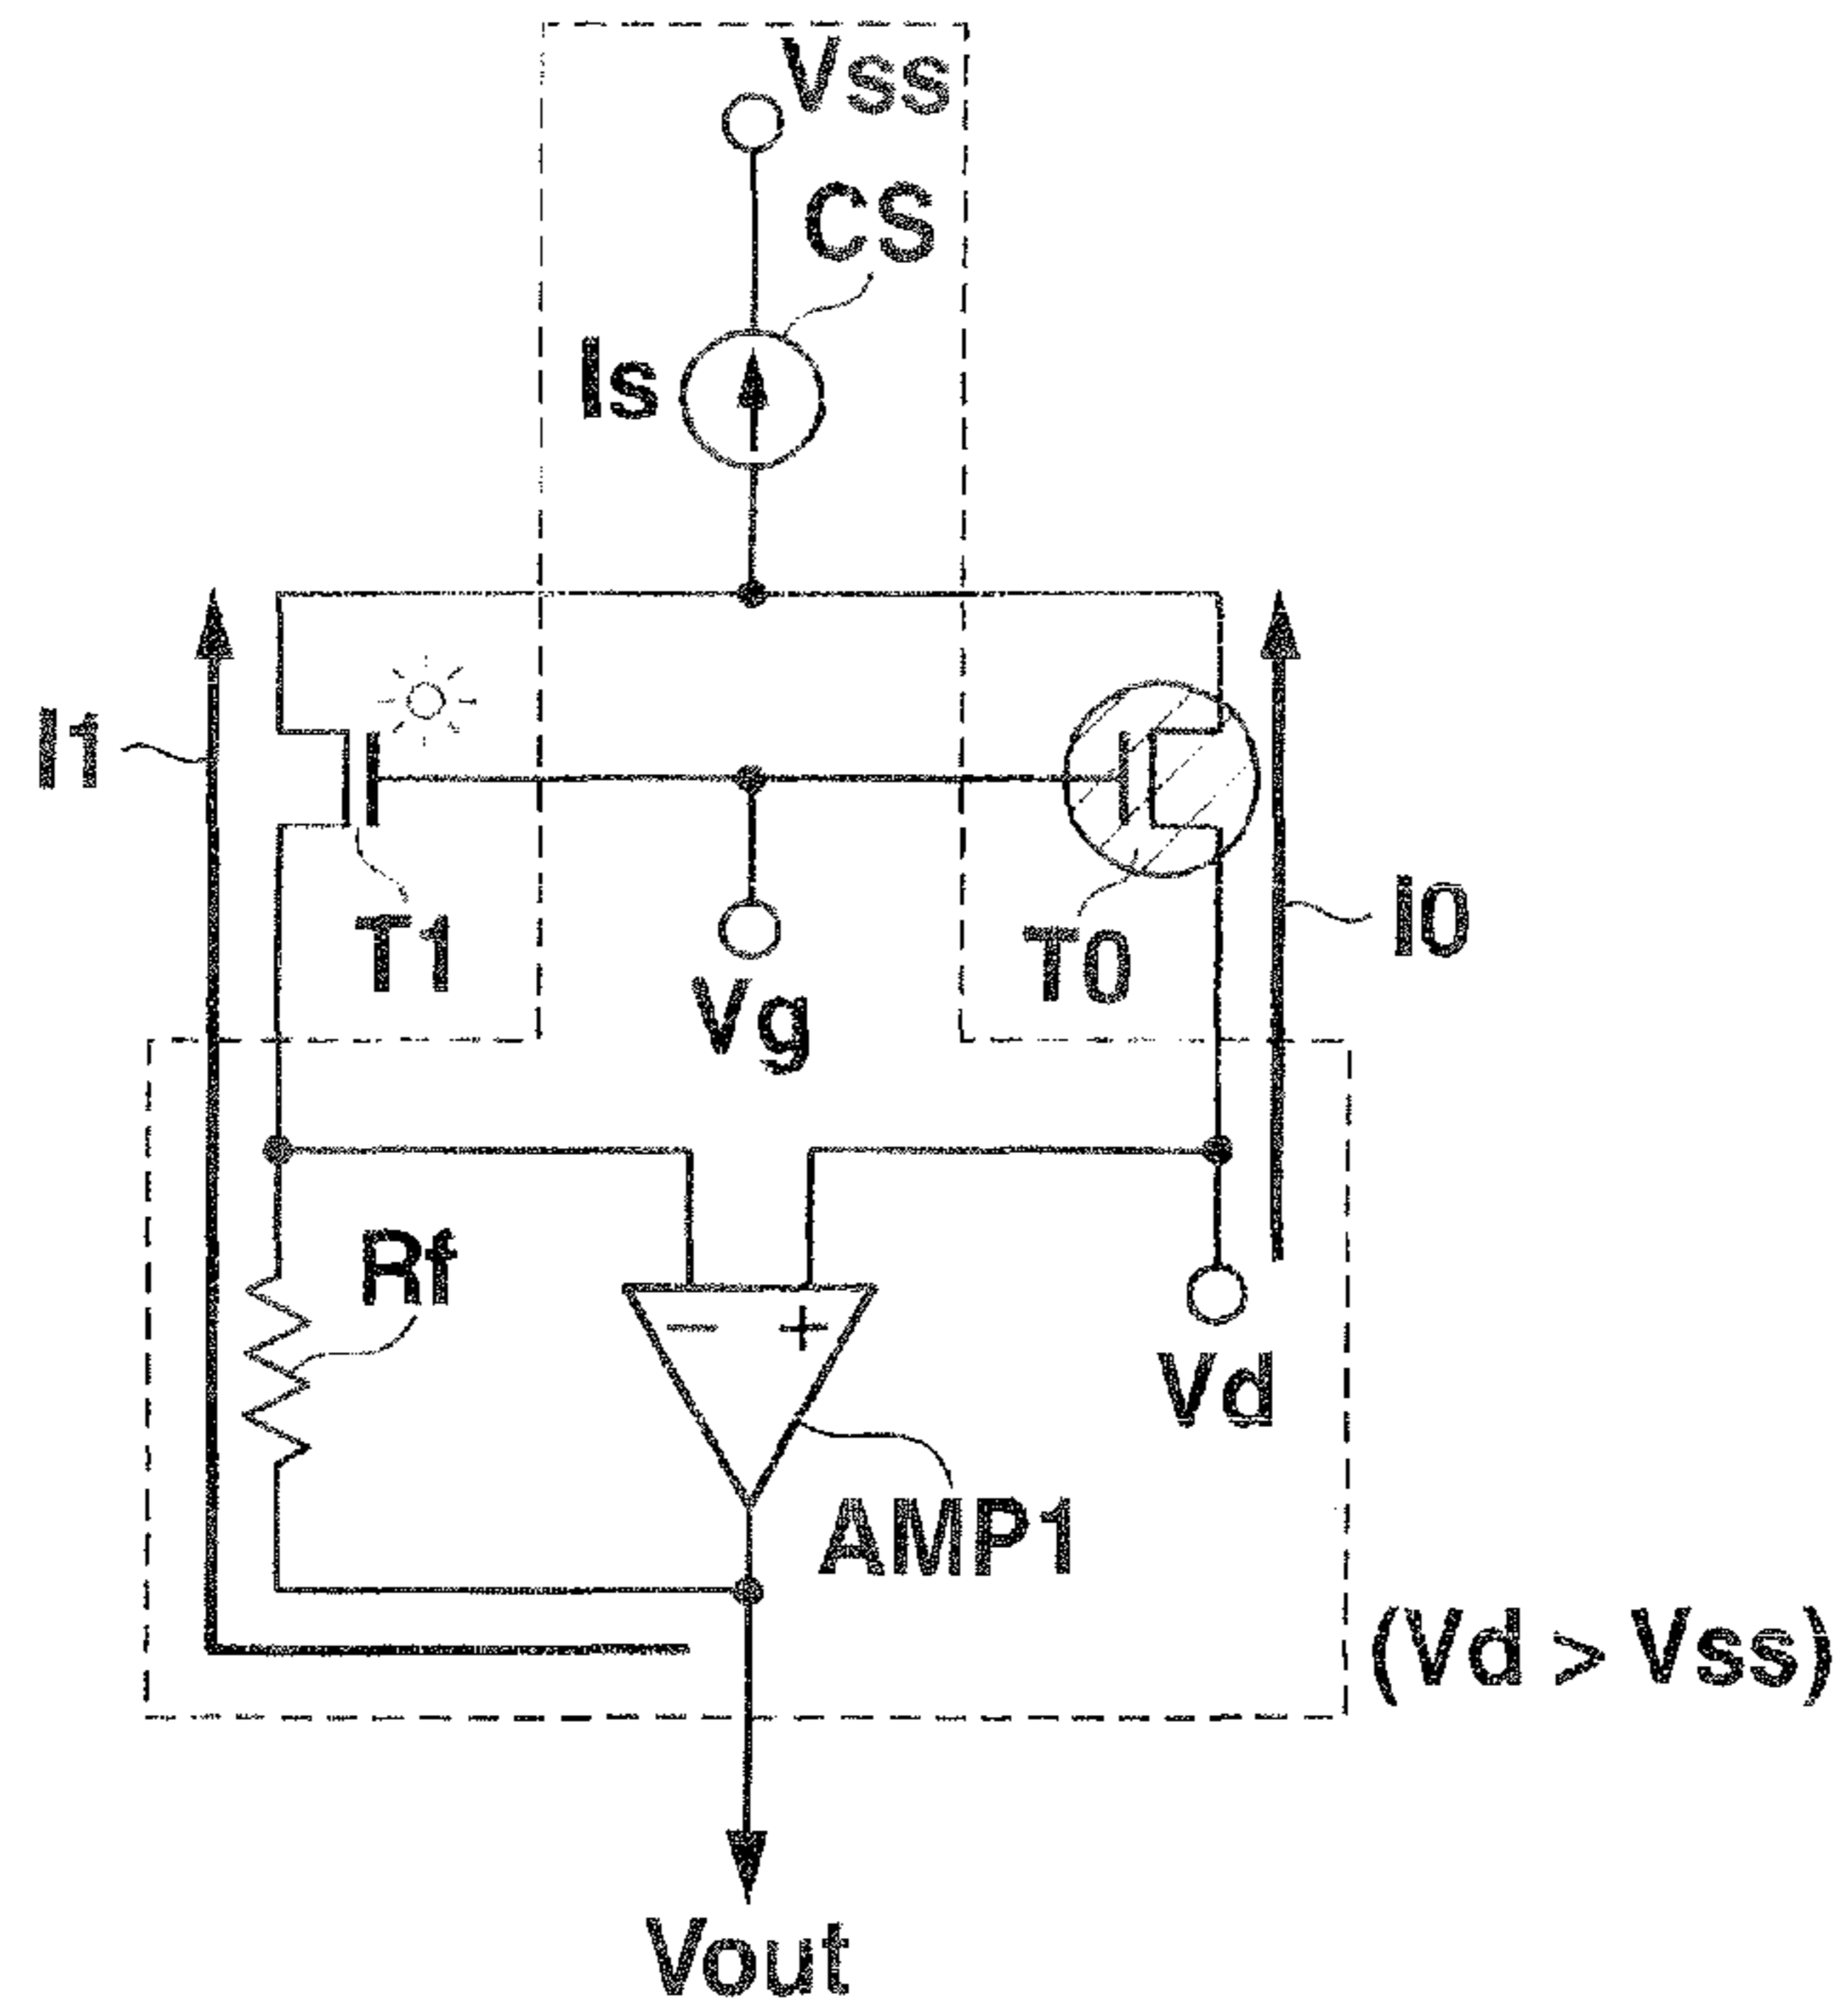 Vss
CS
Is
I1
T1
Vg
T0
I0
Rf
− +
Vd
AMP1
(Vd > Vss)
Vout